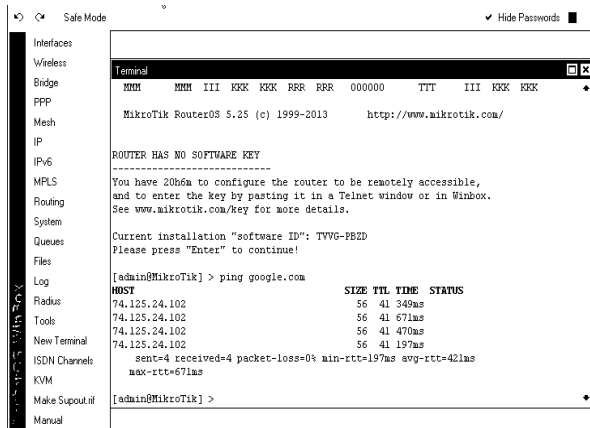 Safe Mode
Hide Passwords
Interfaces
Wireless
Bridge
PPP
Mesh
IP
IPv6
MPLS
Routing
System
Queues
Files
Log
Radius
Tools
New Terminal
ISDN Channels
KVM
Make Supout.rif
Manual
Terminal
MMM MMM III KKK KKK RRR RRR 000000 TTT III KKK KKK
MikroTik RouterOS 5.25 (c) 1999-2013 http://www.mikrotik.com/
ROUTER HAS NO SOFTWARE KEY
----------------------------
You have 20h6m to configure the router to be remotely accessible,
and to enter the key by pasting it in a Telnet window or in Winbox.
See www.mikrotik.com/key for more details.
Current installation "software ID": TVVG-PBZD
Please press "Enter" to continue!
[admin@MikroTik] > ping google.com
HOST SIZE TTL TIME STATUS
74.125.24.102 56 41 349ms
74.125.24.102 56 41 671ms
74.125.24.102 56 41 470ms
74.125.24.102 56 41 197ms
sent=4 received=4 packet-loss=0% min-rtt=197ms avg-rtt=421ms
max-rtt=671ms
[admin@MikroTik] >